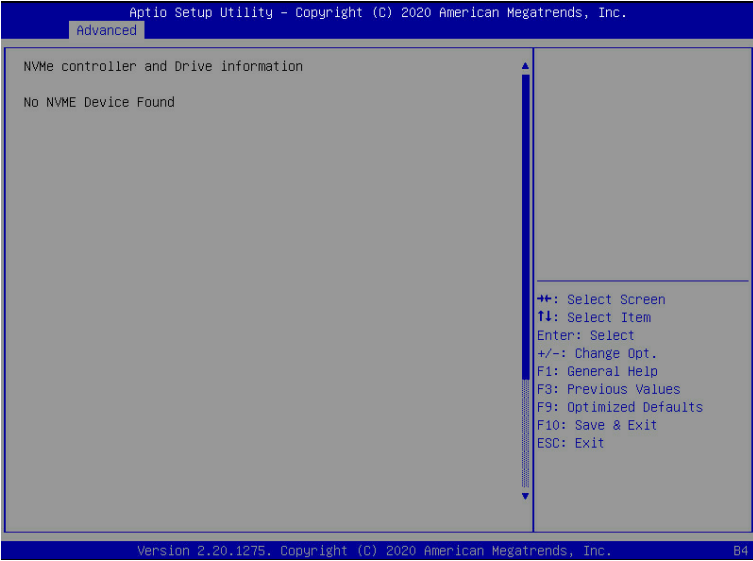 Aptio Setup Utility – Copyright (C) 2020 American Megatrends, Inc.
Advanced
NVMe controller and Drive information
No NVME Device Found
→←: Select Screen
↑↓: Select Item
Enter: Select
+/-: Change Opt.
F1: General Help
F3: Previous Values
F9: Optimized Defaults
F10: Save & Exit
ESC: Exit
Version 2.20.1275. Copyright (C) 2020 American Megatrends, Inc.
B4